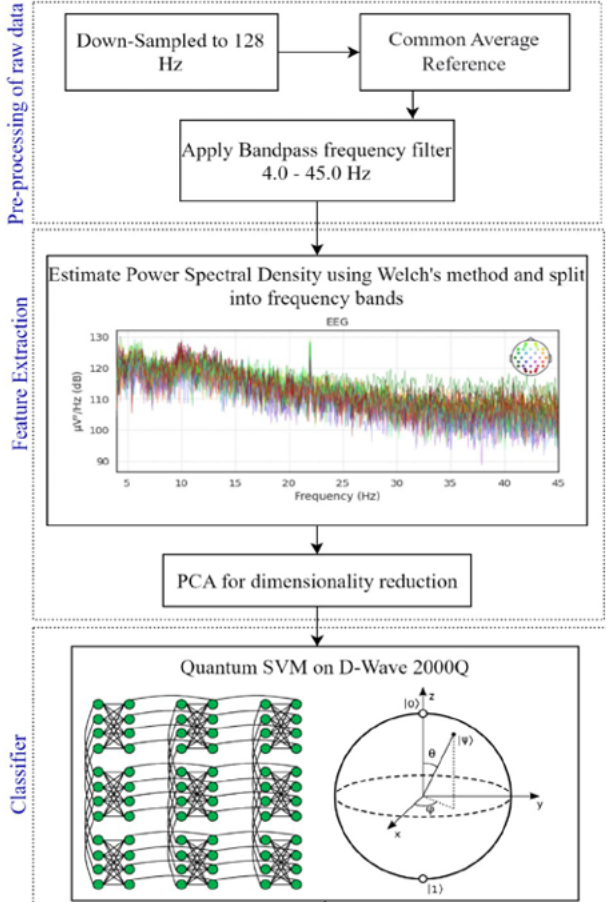 Pre-processing of raw data
Down-Sampled to 128
Hz
Common Average
Reference
Apply Bandpass frequency filter
4.0 - 45.0 Hz
Feature Extraction
Estimate Power Spectral Density using Welch's method and split
into frequency bands
EEG
130
120
110
100
90
µV²/Hz (dB)
5 10 15 20 25 30 35 40 45
Frequency (Hz)
PCA for dimensionality reduction
Classifier
Quantum SVM on D-Wave 2000Q
|0⟩ z
|ψ⟩
θ
φ
x
y
|1⟩